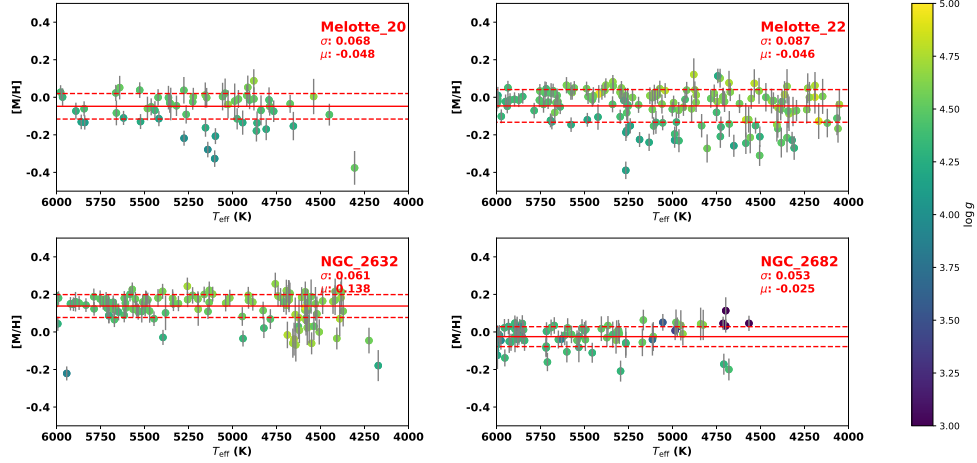 Melotte_20
σ: 0.068
μ: -0.048
[M/H]
0.4
0.2
0.0
-0.2
-0.4
6000 5750 5500 5250 5000 4750 4500 4250 4000
Teff (K)
Melotte_22
σ: 0.087
μ: -0.046
[M/H]
0.4
0.2
0.0
-0.2
-0.4
6000 5750 5500 5250 5000 4750 4500 4250 4000
Teff (K)
NGC_2632
σ: 0.061
μ: 0.138
[M/H]
0.4
0.2
0.0
-0.2
-0.4
6000 5750 5500 5250 5000 4750 4500 4250 4000
Teff (K)
NGC_2682
σ: 0.053
μ: -0.025
[M/H]
0.4
0.2
0.0
-0.2
-0.4
6000 5750 5500 5250 5000 4750 4500 4250 4000
Teff (K)
5.00
4.75
4.50
4.25
4.00
3.75
3.50
3.25
3.00
log g